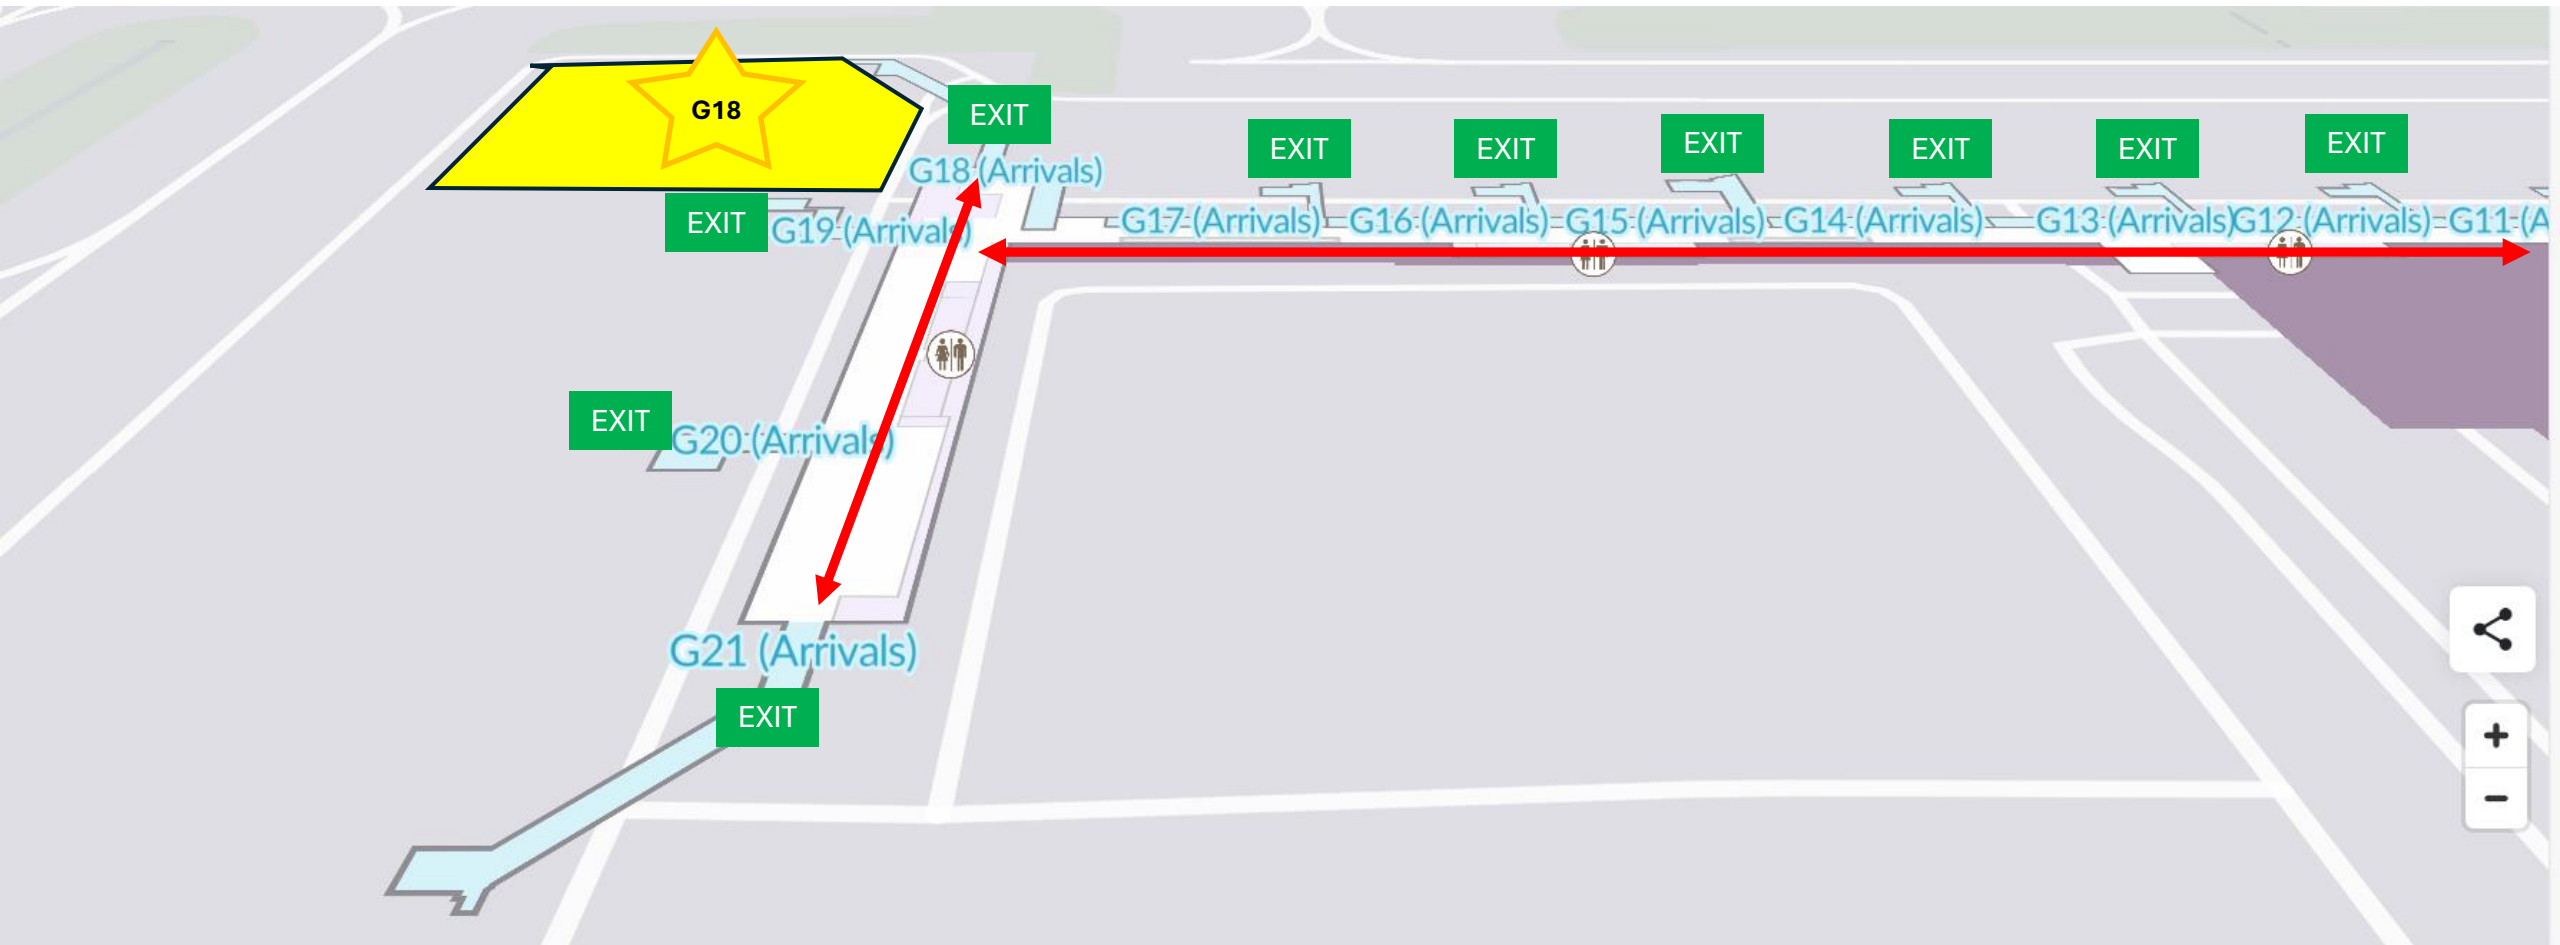 G18
EXIT
EXIT
EXIT
EXIT
EXIT
EXIT
EXIT
G18 (Arrivals)
EXIT
G19 (Arrivals)
G17 (Arrivals)
G16 (Arrivals)
G15 (Arrivals)
G14 (Arrivals)
G13 (Arrivals)
G12 (Arrivals)
G11 (A
EXIT
G20 (Arrivals)
G21 (Arrivals)
EXIT
+
−